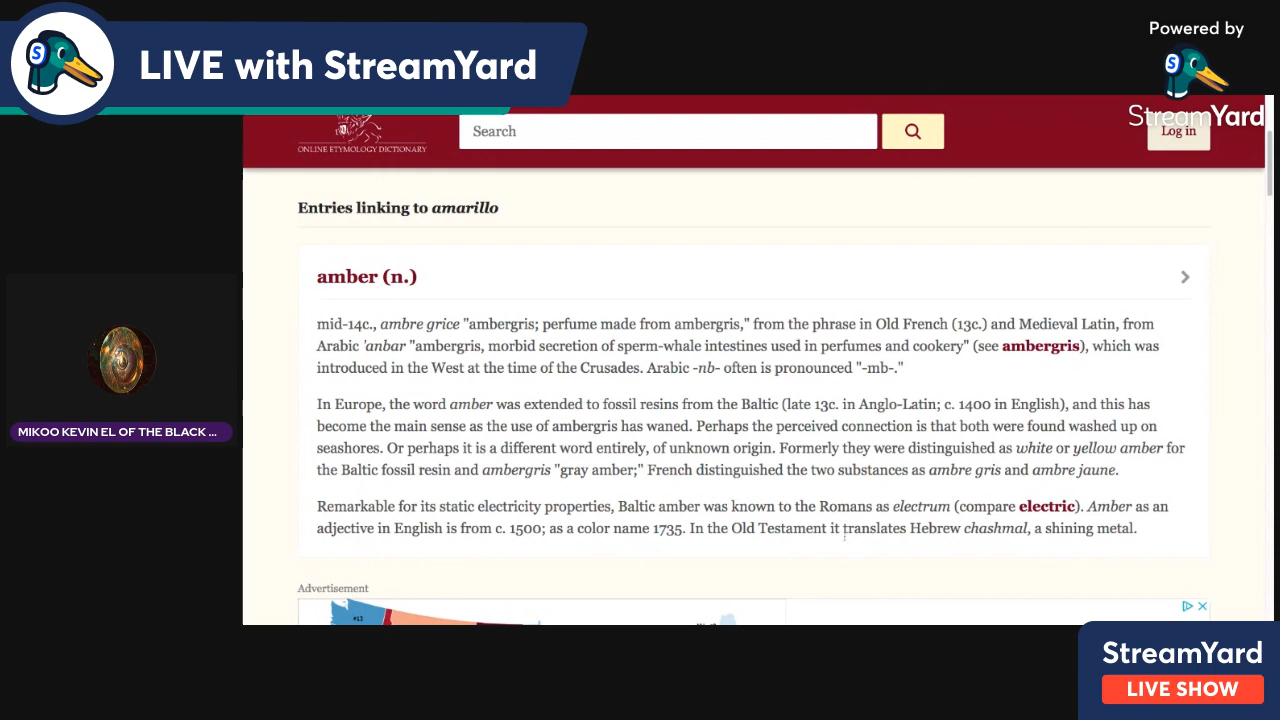 LIVE with StreamYard
Powered by
StreamYard
S
S
ONLINE ETYMOLOGY DICTIONARY
Search
Log in
Entries linking to amarillo
amber (n.)
mid-14c., ambre grice "ambergris; perfume made from ambergris," from the phrase in Old French (13c.) and Medieval Latin, from
Arabic 'anbar "ambergris, morbid secretion of sperm-whale intestines used in perfumes and cookery" (see ambergris), which was
introduced in the West at the time of the Crusades. Arabic -nb- often is pronounced "-mb-."
In Europe, the word amber was extended to fossil resins from the Baltic (late 13c. in Anglo-Latin; c. 1400 in English), and this has
become the main sense as the use of ambergris has waned. Perhaps the perceived connection is that both were found washed up on
seashores. Or perhaps it is a different word entirely, of unknown origin. Formerly they were distinguished as white or yellow amber for
the Baltic fossil resin and ambergris "gray amber;" French distinguished the two substances as ambre gris and ambre jaune.
Remarkable for its static electricity properties, Baltic amber was known to the Romans as electrum (compare electric). Amber as an
adjective in English is from c. 1500; as a color name 1735. In the Old Testament it translates Hebrew chashmal, a shining metal.
MIKOO KEVIN EL OF THE BLACK ...
Advertisement
#13
StreamYard
LIVE SHOW